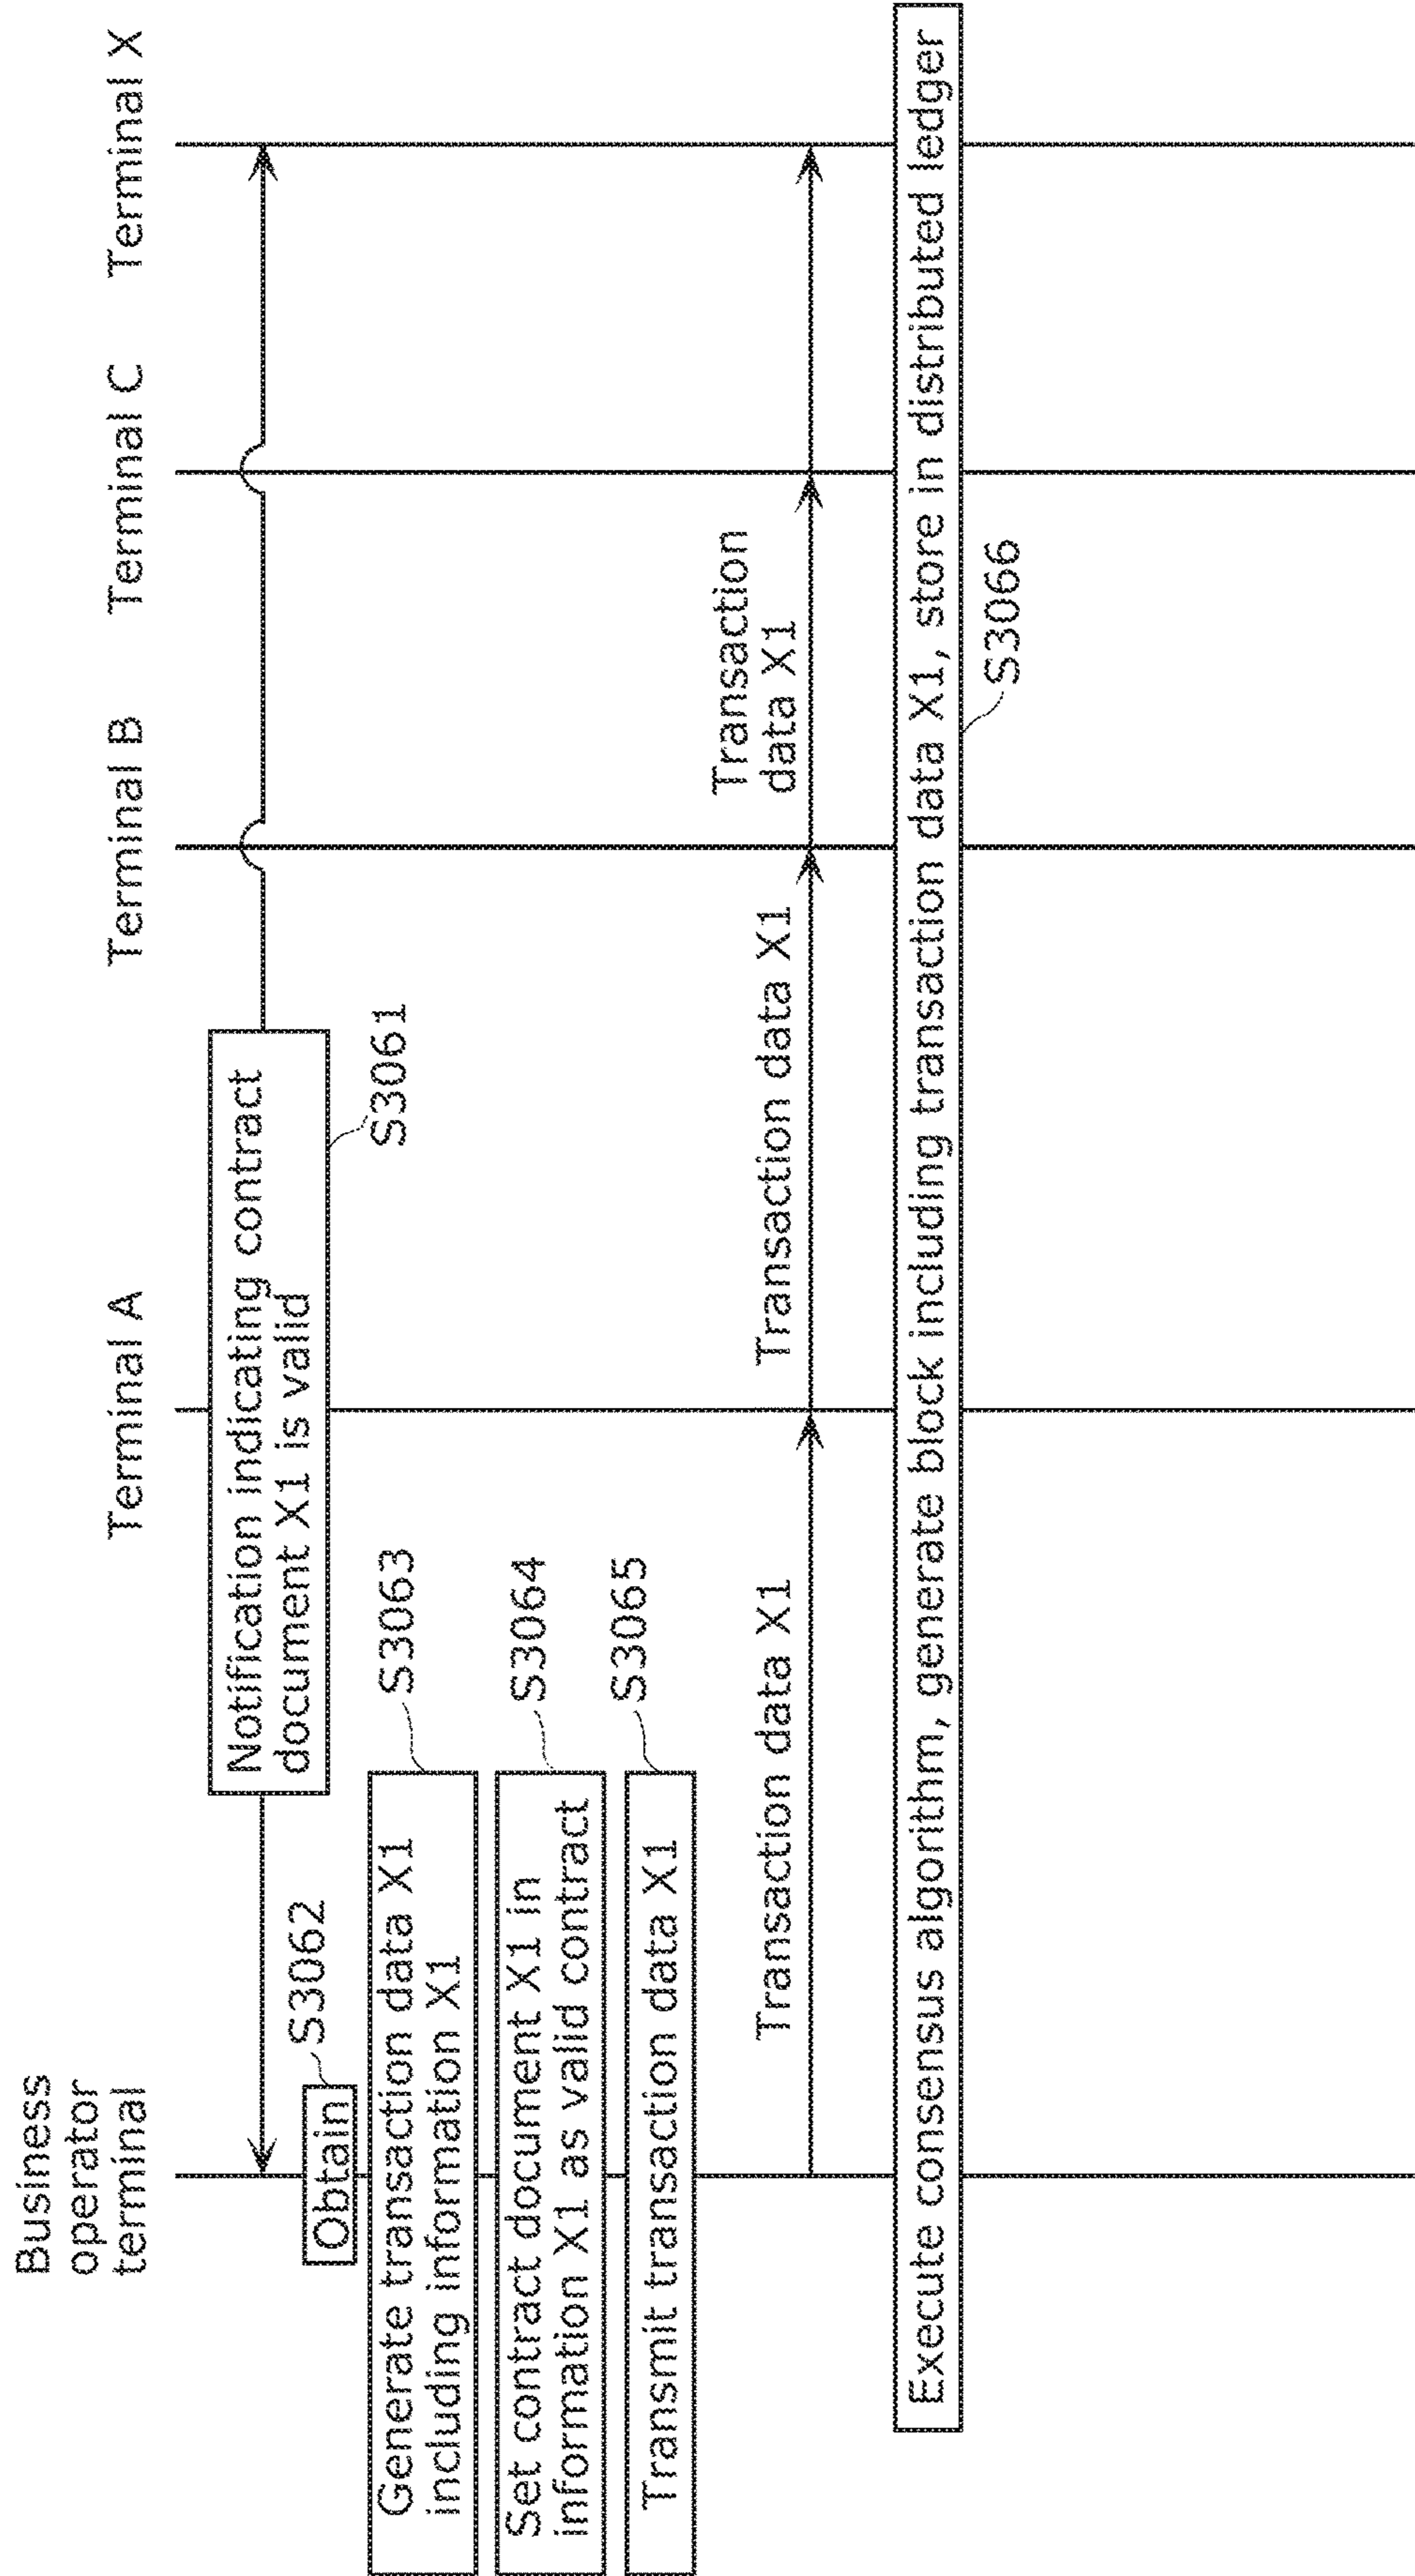 Business
operator
terminal
Terminal A
Terminal B
Terminal C
Terminal X
Notification indicating contract
document X1 is valid
S3061
Obtain
S3062
Generate transaction data X1
including information X1
S3063
Set contract document X1 in
information X1 as valid contract
S3064
Transmit transaction data X1
S3065
Transaction data X1
Transaction data X1
Transaction
data X1
Execute consensus algorithm, generate block including transaction data X1, store in distributed ledger
S3066